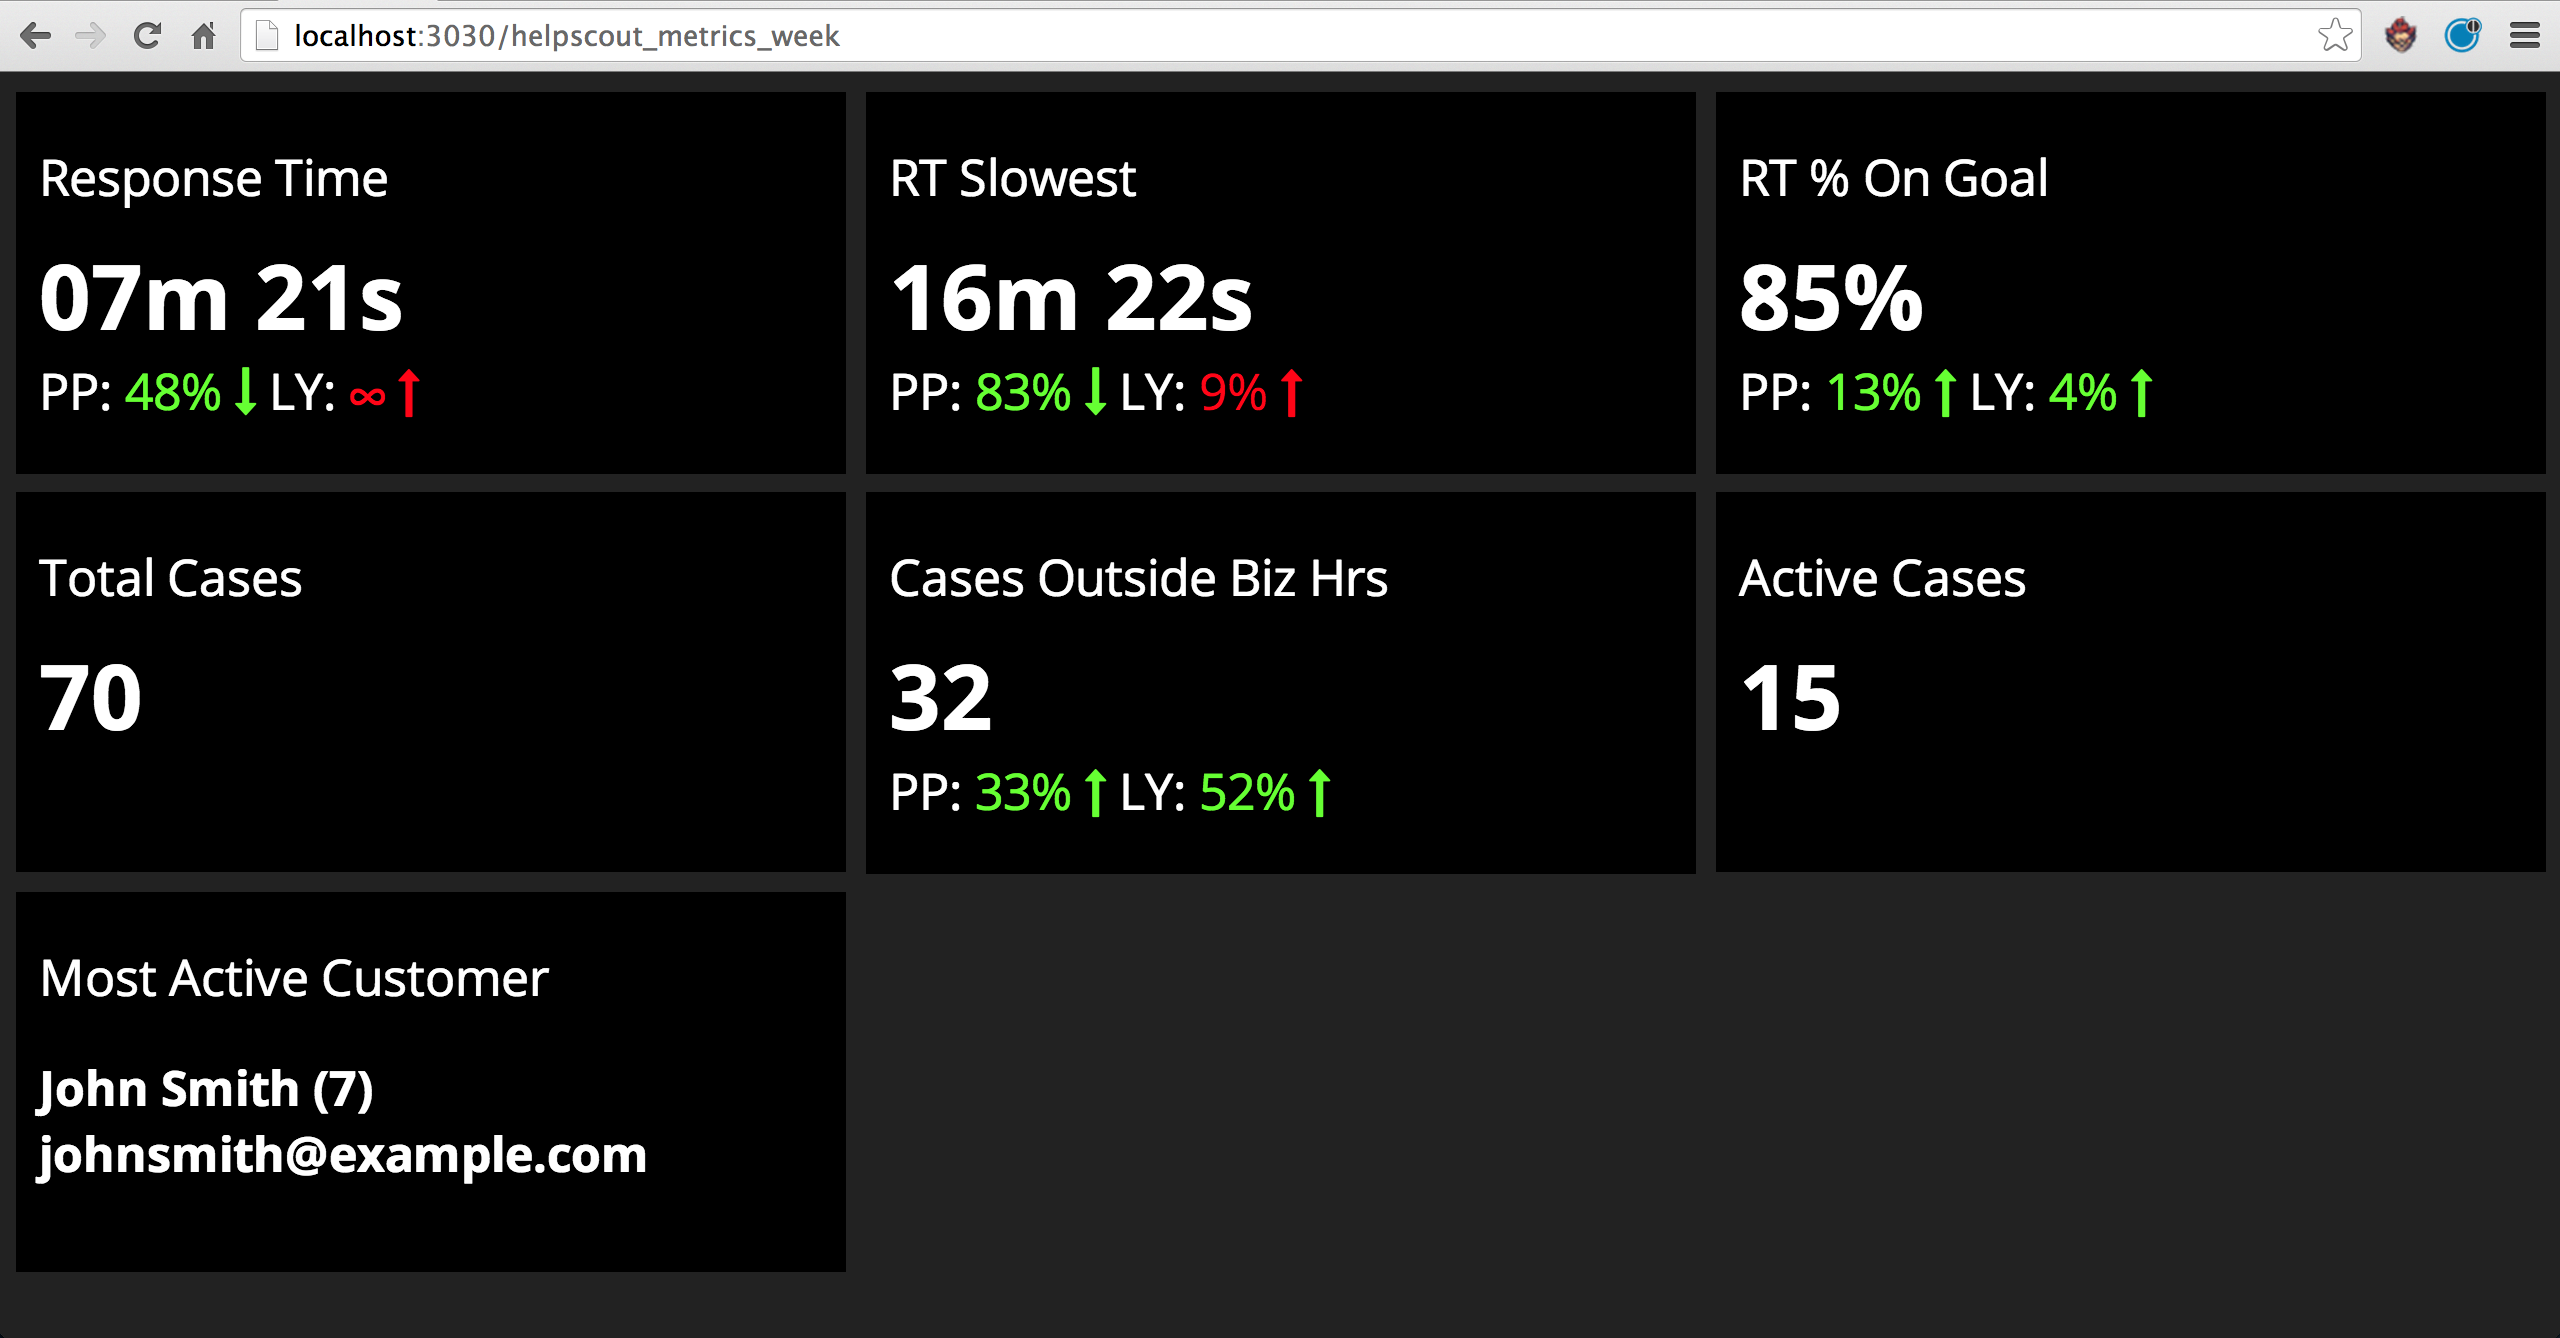 localhost:3030/helpscout_metrics_week
Response Time
07m 21s
PP: 48% ↓ LY: ∞ ↑
RT Slowest
16m 22s
PP: 83% ↓ LY: 9% ↑
RT % On Goal
85%
PP: 13% ↑ LY: 4% ↑
Total Cases
70
Cases Outside Biz Hrs
32
PP: 33% ↑ LY: 52% ↑
Active Cases
15
Most Active Customer
John Smith (7)
johnsmith@example.com